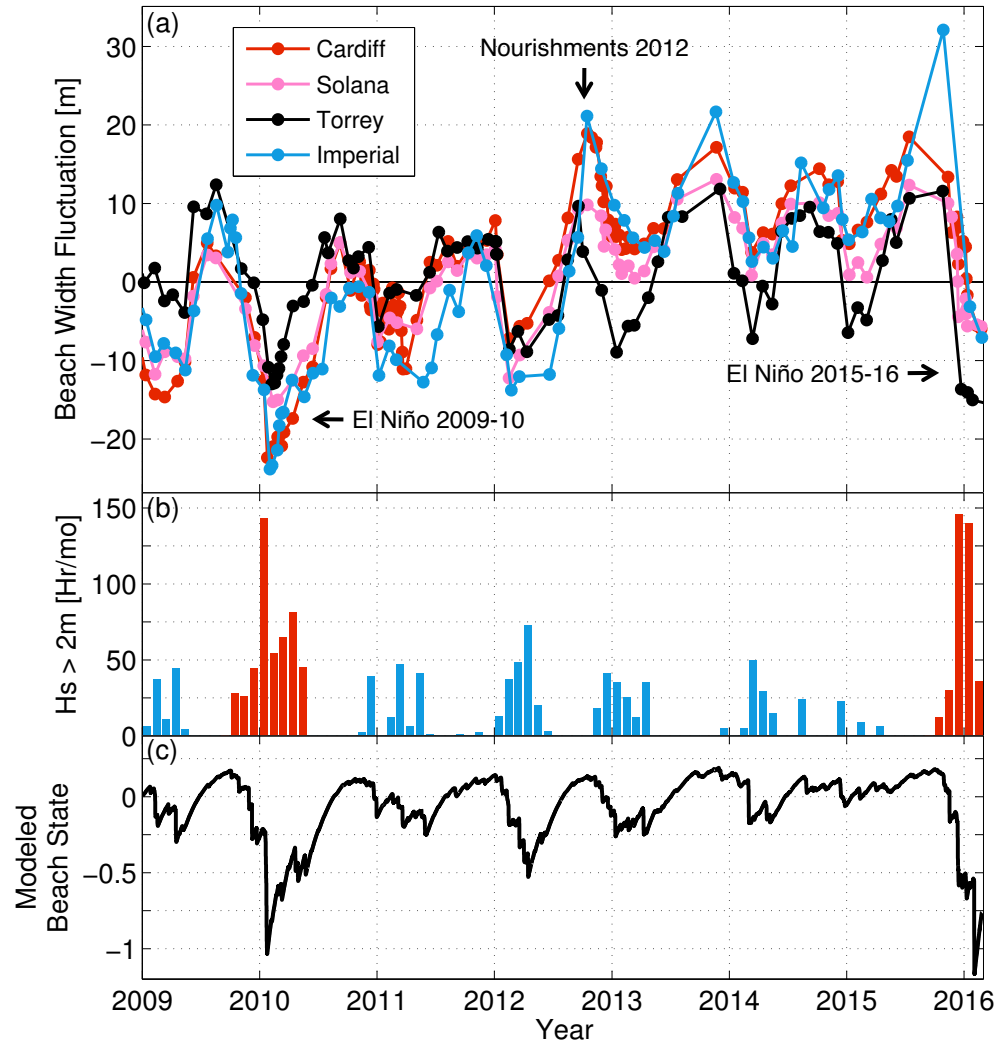 (a)
Beach Width Fluctuation [m]
30
20
10
0
−10
−20
Cardiff
Solana
Torrey
Imperial
Nourishments 2012
El Niño 2015-16
El Niño 2009-10
(b)
Hs > 2m [Hr/mo]
150
100
50
0
(c)
Modeled
Beach State
0
−0.5
−1
2009 2010 2011 2012 2013 2014 2015 2016
Year